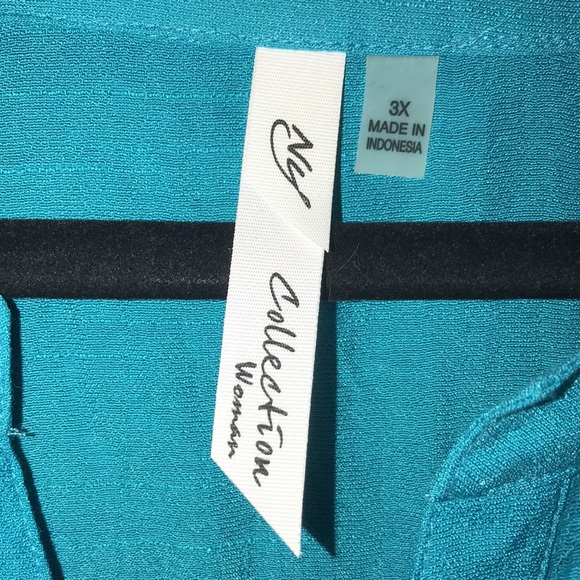 Ny
Collection
Woman
3X
MADE IN
INDONESIA